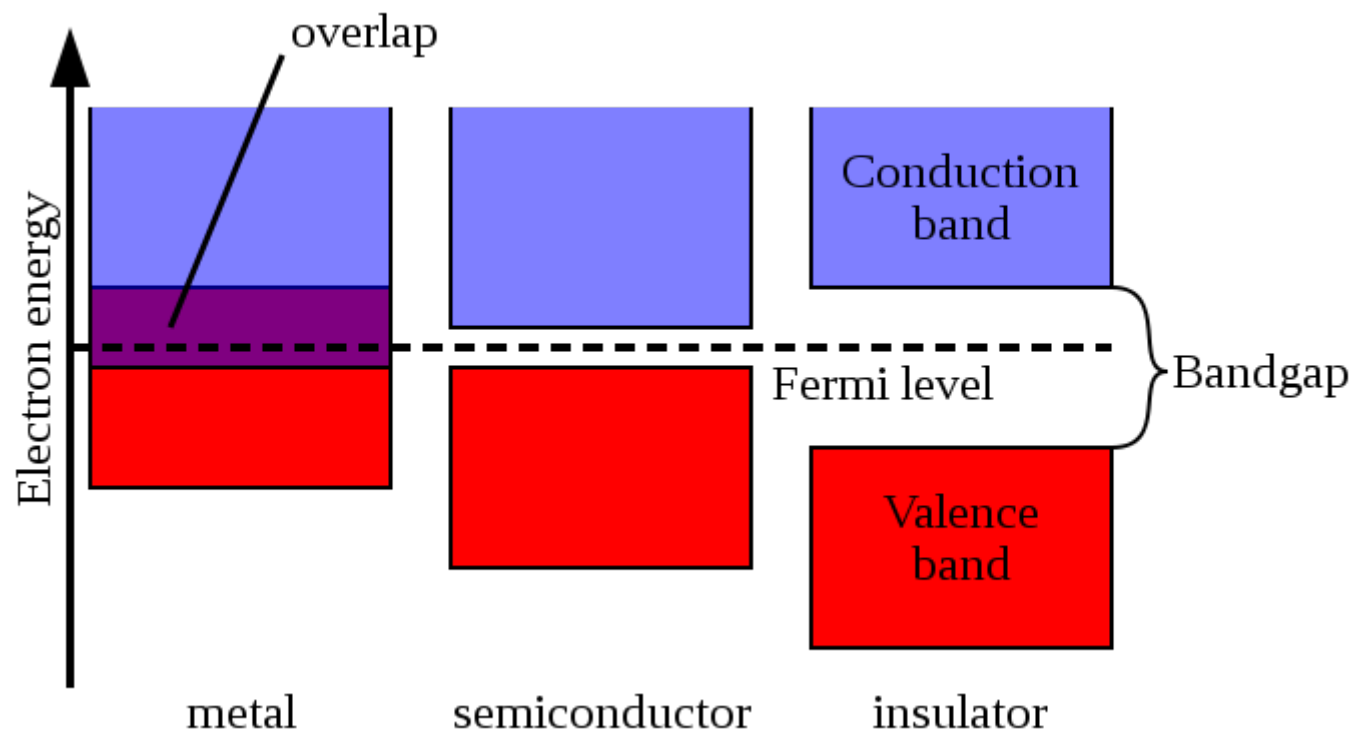 overlap
Electron energy
Conduction
band
Fermi level
Bandgap
Valence
band
metal
semiconductor
insulator